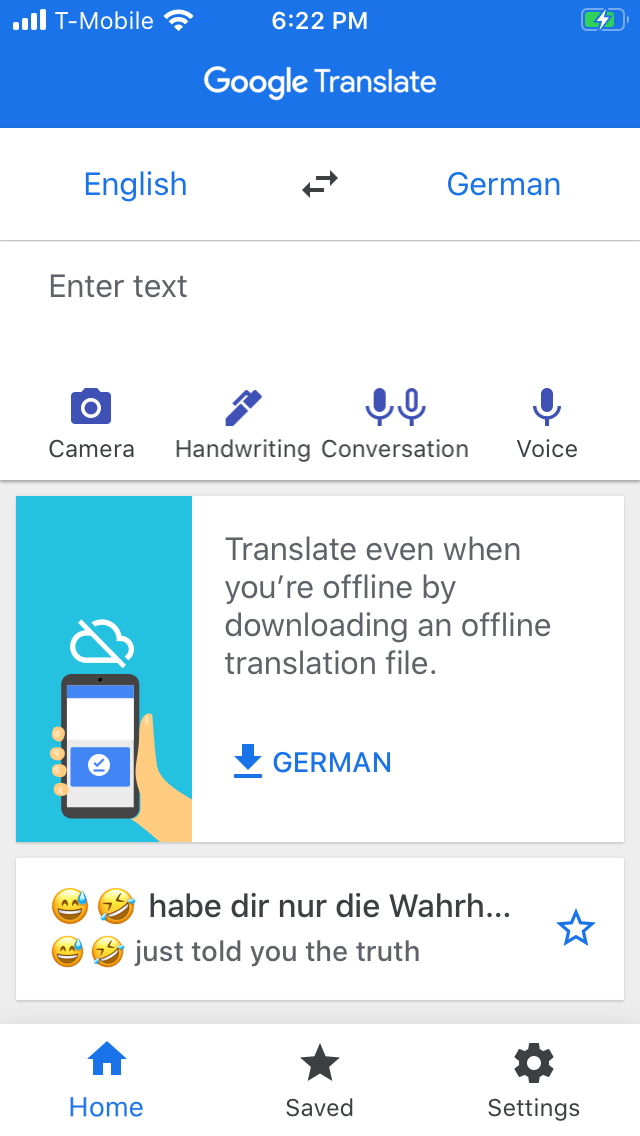 T-Mobile 6:22 PM
Google Translate
English German
Enter text
Camera Handwriting Conversation Voice
Translate even when
you’re offline by
downloading an offline
translation file.
GERMAN
😅🤣 habe dir nur die Wahrh...
😅🤣 just told you the truth
Home Saved Settings